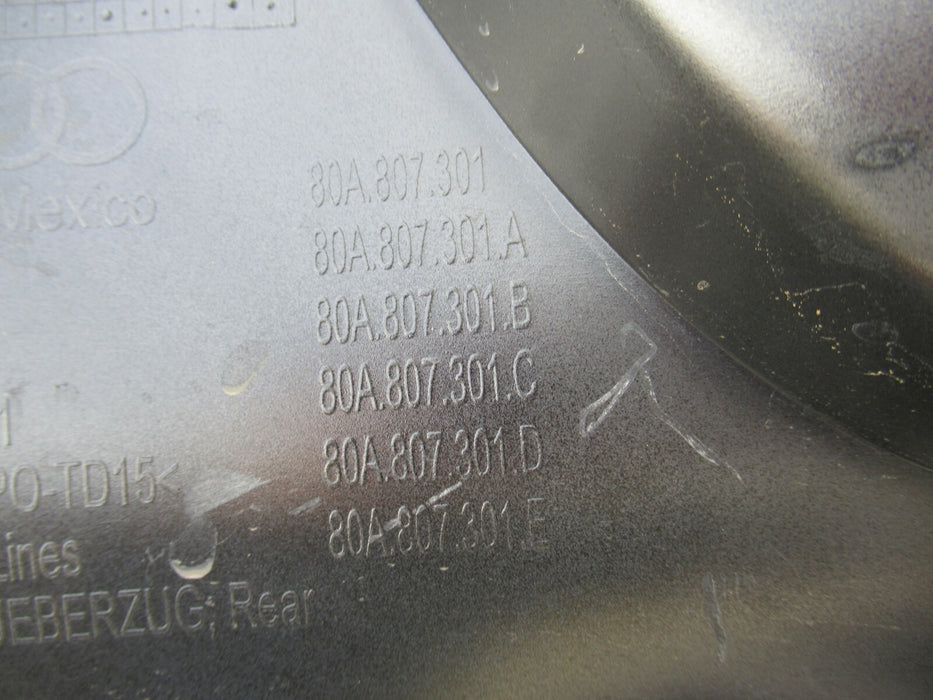 Mexico
80A.807.301
80A.807.301.A
80A.807.301.B
80A.807.301.C
80A.807.301.D
80A.807.301.E
1
PO-TD15<
Lines
UEBERZUG; Rear